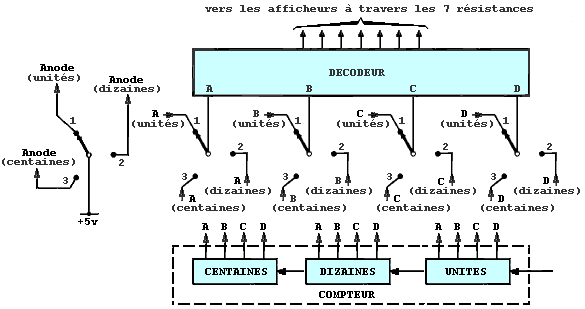 vers les afficheurs à travers les 7 résistances
DECODEUR
A B C D
Anode
(unités)
Anode
(dizaines)
Anode
(centaines)
1
2
3
+5v
A
(unités)
1
2
3
A
(dizaines)
A
(centaines)
B
(unités)
1
2
3
B
(dizaines)
B
(centaines)
C
(unités)
1
2
3
C
(dizaines)
C
(centaines)
D
(unités)
1
2
3
D
(dizaines)
D
(centaines)
A B C D A B C D A B C D
CENTAINES DIZAINES UNITES
COMPTEUR